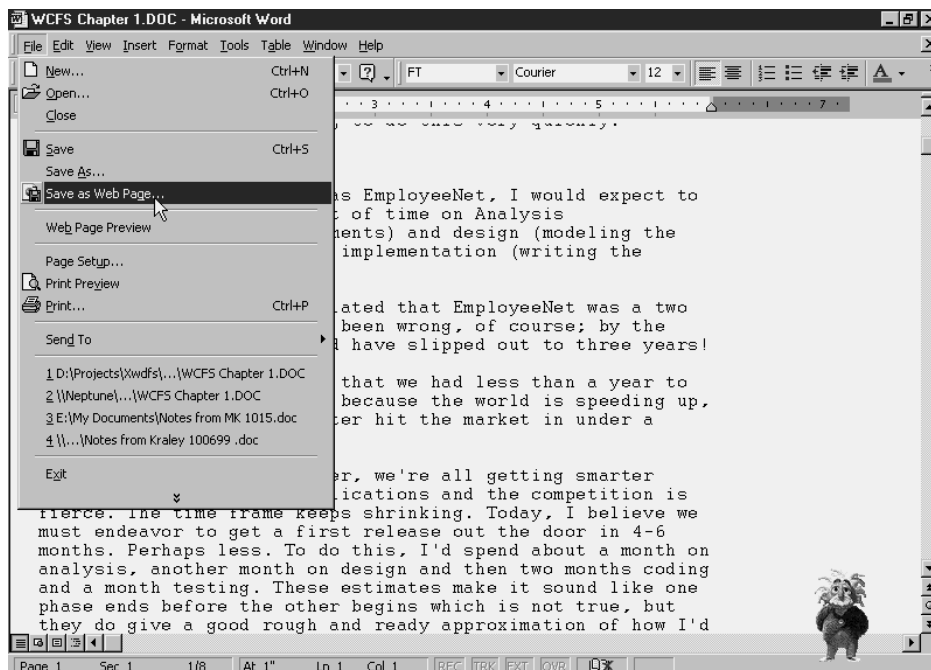 WCFS Chapter 1.DOC - Microsoft Word
File Edit View Insert Format Tools Table Window Help
New... Ctrl+N
Open... Ctrl+O
Close
Save Ctrl+S
Save As...
Save as Web Page...
Web Page Preview
Page Setup...
Print Preview
Print... Ctrl+P
Send To
1 D:\Projects\Xwdfs\...\WCFS Chapter 1.DOC
2 \\Neptune\...\WCFS Chapter 1.DOC
3 E:\My Documents\Notes from MK 1015.doc
4 \\...\Notes from Kraley 100699 .doc
Exit
FT Courier 12
3 4 5 7
to do this very quickly.
as EmployeeNet, I would expect to
of time on Analysis
ments) and design (modeling the
implementation (writing the
ated that EmployeeNet was a two
been wrong, of course; by the
have slipped out to three years!
that we had less than a year to
because the world is speeding up,
ter hit the market in under a
er, we're all getting smarter
lications and the competition is
fierce. The time frame keeps shrinking. Today, I believe we
must endeavor to get a first release out the door in 4-6
months. Perhaps less. To do this, I'd spend about a month on
analysis, another month on design and then two months coding
and a month testing. These estimates make it sound like one
phase ends before the other begins which is not true, but
they do give a good rough and ready approximation of how I'd
Page 1 Sec 1 1/8 At 1" Ln 1 Col 1 REC TRK EXT OVR